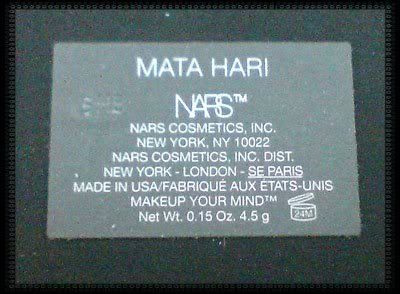 MATA HARI
NARS™
NARS COSMETICS, INC.
NEW YORK, NY 10022
NARS COSMETICS, INC. DIST.
NEW YORK - LONDON - SE PARIS
MADE IN USA/FABRIQUÉ AUX ÉTATS-UNIS
MAKEUP YOUR MIND™
Net Wt. 0.15 Oz. 4.5 g
24M